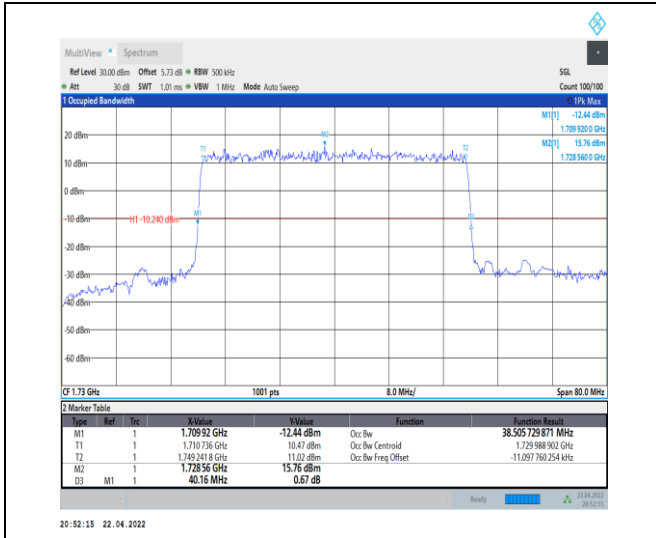 MultiView Spectrum
Ref Level 30.00 dBm Offset 5.73 dB RBW 500 kHz SGL
Att 30 dB SWT 1.01 ms VBW 1 MHz Mode Auto Sweep Count 100/100
1 Occupied Bandwidth 1Pk Max
M1[1] -12.44 dBm
1.709 920 0 GHz
M2[1] 15.76 dBm
1.728 560 0 GHz
20 dBm
M2
T1
T2
10 dBm
0 dBm
-10 dBm
H1 -10.240 dBm
M1
D3
-20 dBm
-30 dBm
-40 dBm
-50 dBm
-60 dBm
CF 1.73 GHz 1001 pts 8.0 MHz/ Span 80.0 MHz
2 Marker Table
Type Ref Trc X-Value Y-Value Function Function Result
M1 1 1.709 92 GHz -12.44 dBm Occ Bw 38.505 729 871 MHz
T1 1 1.710 736 GHz 10.47 dBm Occ Bw Centroid 1.729 988 902 GHz
T2 1 1.749 241 8 GHz 11.02 dBm Occ Bw Freq Offset -11.097 760 254 kHz
M2 1 1.728 56 GHz 15.76 dBm
D3 M1 1 40.16 MHz 0.67 dB
Ready 22.04.2022
20:52:15
20:52:15 22.04.2022